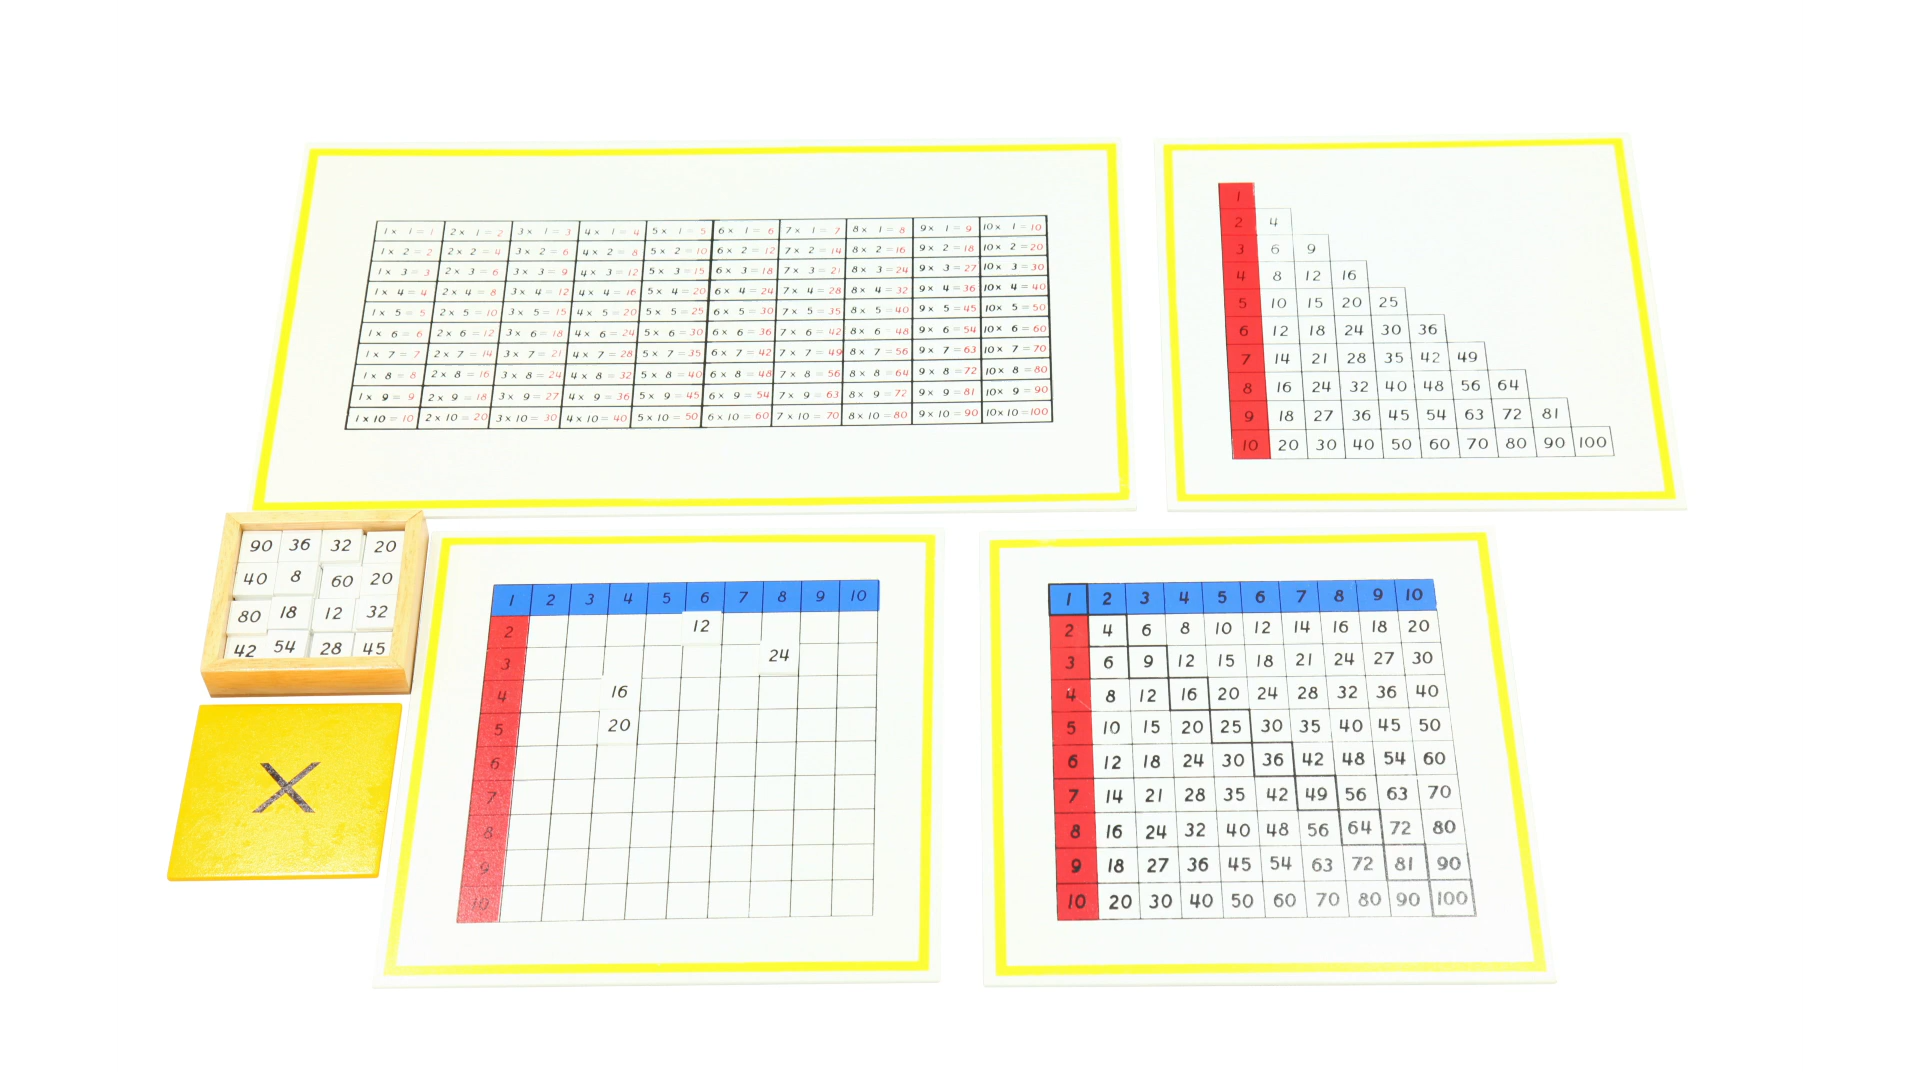 1 x 1 = 1 2 x 1 = 2 3 x 1 = 3 4 x 1 = 4 5 x 1 = 5 6 x 1 = 6 7 x 1 = 7 8 x 1 = 8 9 x 1 = 9 10 x 1 = 10
1 x 2 = 2 2 x 2 = 4 3 x 2 = 6 4 x 2 = 8 5 x 2 = 10 6 x 2 = 12 7 x 2 = 14 8 x 2 = 16 9 x 2 = 18 10 x 2 = 20
1 x 3 = 3 2 x 3 = 6 3 x 3 = 9 4 x 3 = 12 5 x 3 = 15 6 x 3 = 18 7 x 3 = 21 8 x 3 = 24 9 x 3 = 27 10 x 3 = 30
1 x 4 = 4 2 x 4 = 8 3 x 4 = 12 4 x 4 = 16 5 x 4 = 20 6 x 4 = 24 7 x 4 = 28 8 x 4 = 32 9 x 4 = 36 10 x 4 = 40
1 x 5 = 5 2 x 5 = 10 3 x 5 = 15 4 x 5 = 20 5 x 5 = 25 6 x 5 = 30 7 x 5 = 35 8 x 5 = 40 9 x 5 = 45 10 x 5 = 50
1 x 6 = 6 2 x 6 = 12 3 x 6 = 18 4 x 6 = 24 5 x 6 = 30 6 x 6 = 36 7 x 6 = 42 8 x 6 = 48 9 x 6 = 54 10 x 6 = 60
1 x 7 = 7 2 x 7 = 14 3 x 7 = 21 4 x 7 = 28 5 x 7 = 35 6 x 7 = 42 7 x 7 = 49 8 x 7 = 56 9 x 7 = 63 10 x 7 = 70
1 x 8 = 8 2 x 8 = 16 3 x 8 = 24 4 x 8 = 32 5 x 8 = 40 6 x 8 = 48 7 x 8 = 56 8 x 8 = 64 9 x 8 = 72 10 x 8 = 80
1 x 9 = 9 2 x 9 = 18 3 x 9 = 27 4 x 9 = 36 5 x 9 = 45 6 x 9 = 54 7 x 9 = 63 8 x 9 = 72 9 x 9 = 81 10 x 9 = 90
1 x 10 = 10 2 x 10 = 20 3 x 10 = 30 4 x 10 = 40 5 x 10 = 50 6 x 10 = 60 7 x 10 = 70 8 x 10 = 80 9 x 10 = 90 10 x 10 = 100
1
2 4
3 6 9
4 8 12 16
5 10 15 20 25
6 12 18 24 30 36
7 14 21 28 35 42 49
8 16 24 32 40 48 56 64
9 18 27 36 45 54 63 72 81
10 20 30 40 50 60 70 80 90 100
90 36 32 20
40 8 60 20
80 18 12 32
42 54 28 45
X
1 2 3 4 5 6 7 8 9 10
2 12
3 24
4 16
5 20
6
7
8
9
10
1 2 3 4 5 6 7 8 9 10
2 4 6 8 10 12 14 16 18 20
3 6 9 12 15 18 21 24 27 30
4 8 12 16 20 24 28 32 36 40
5 10 15 20 25 30 35 40 45 50
6 12 18 24 30 36 42 48 54 60
7 14 21 28 35 42 49 56 63 70
8 16 24 32 40 48 56 64 72 80
9 18 27 36 45 54 63 72 81 90
10 20 30 40 50 60 70 80 90 100